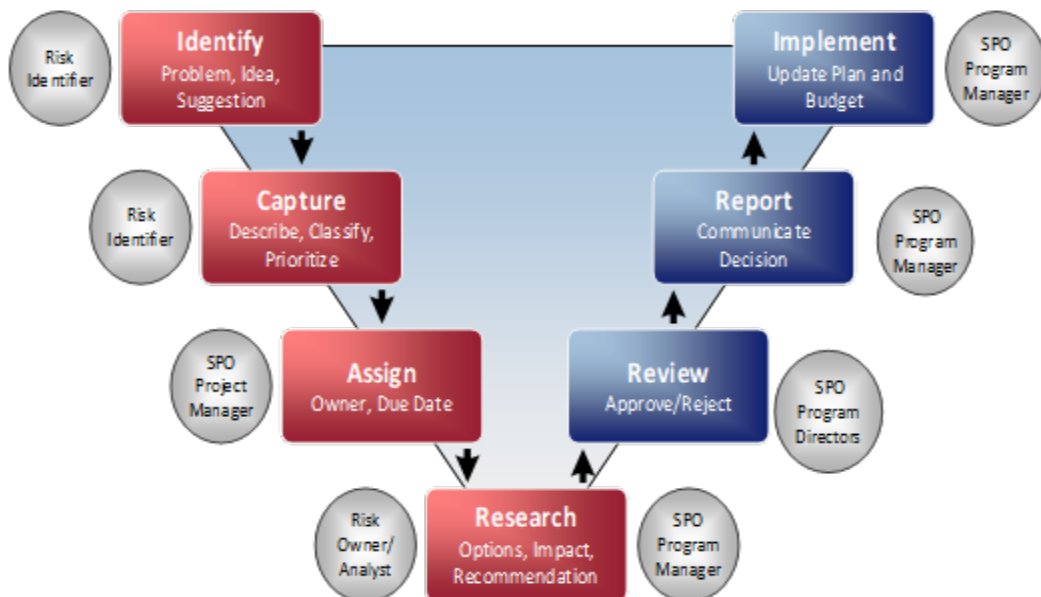 Risk
Identifier
Identify
Problem, Idea,
Suggestion
Implement
Update Plan and
Budget
SPO
Program
Manager
Risk
Identifier
Capture
Describe, Classify,
Prioritize
Report
Communicate
Decision
SPO
Program
Manager
SPO
Project
Manager
Assign
Owner, Due Date
Review
Approve/Reject
SPO
Program
Directors
Risk
Owner/
Analyst
Research
Options, Impact,
Recommendation
SPO
Program
Manager